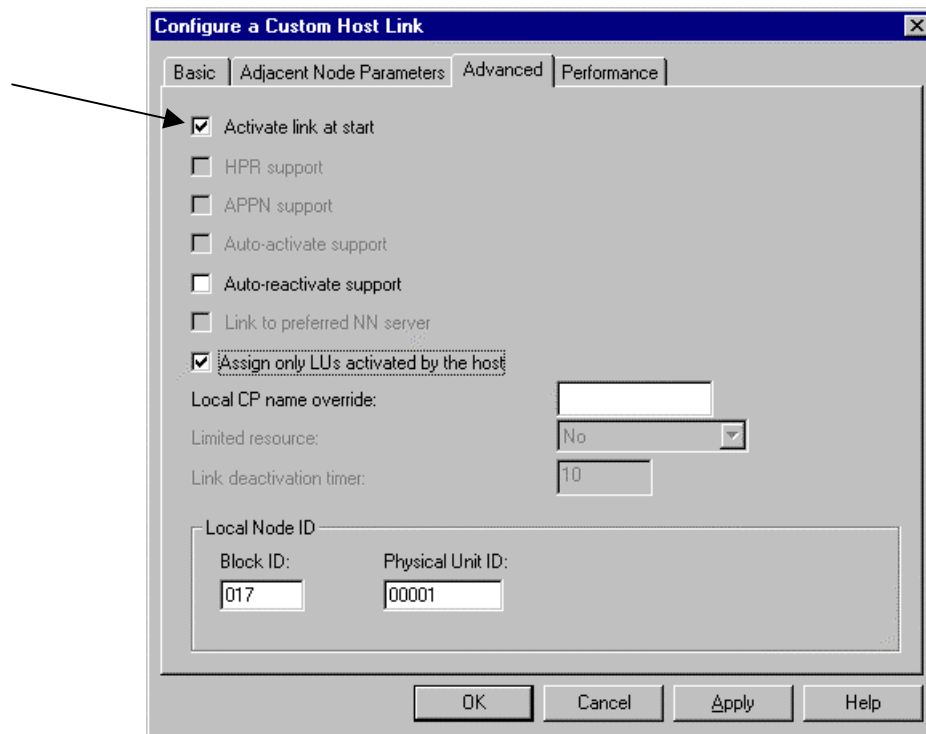 Configure a Custom Host Link
Basic Adjacent Node Parameters Advanced Performance
Activate link at start
HPR support
APPN support
Auto-activate support
Auto-reactivate support
Link to preferred NN server
Assign only LUs activated by the host
Local CP name override:
Limited resource: No
Link deactivation timer: 10
Local Node ID
Block ID: Physical Unit ID:
017 00001
OK Cancel Apply Help